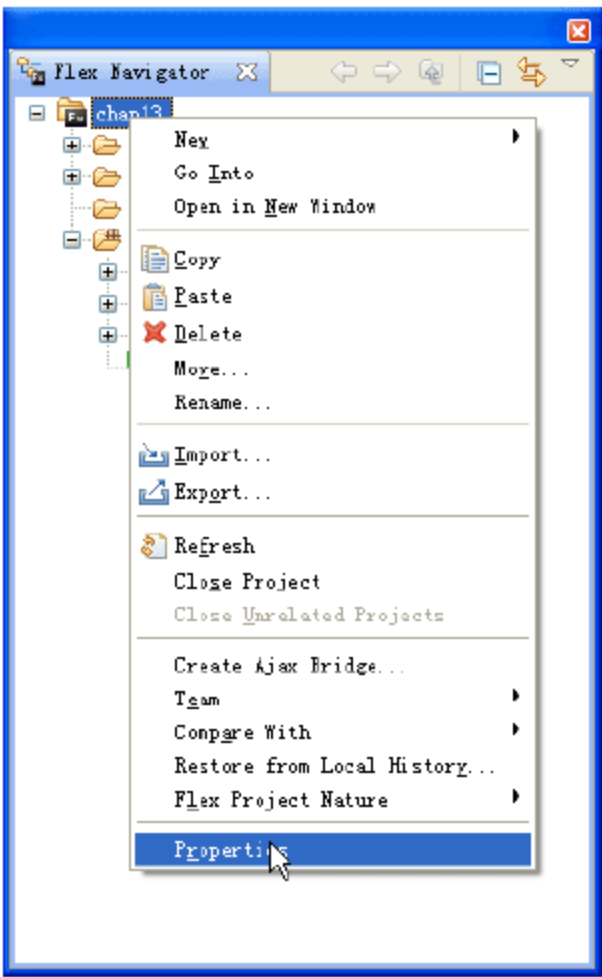 Flex Navigator
chap13
New
Go Into
Open in New Window
Copy
Paste
Delete
Move...
Rename...
Import...
Export...
Refresh
Close Project
Close Unrelated Projects
Create Ajax Bridge...
Team
Compare With
Restore from Local History...
Flex Project Nature
Properties